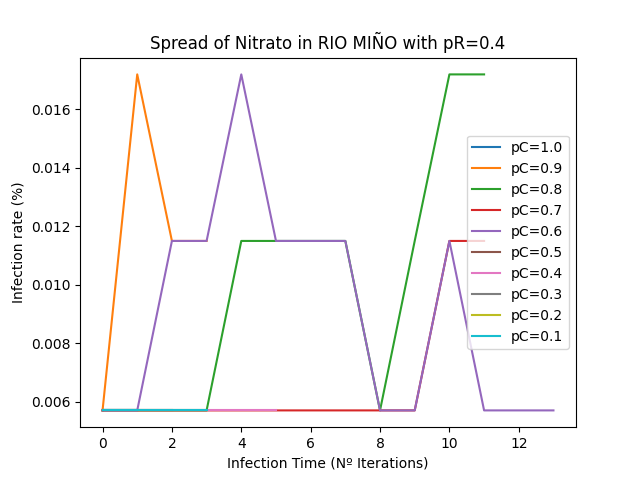 Spread of Nitrato in RIO MIÑO with pR=0.4
Infection rate (%)
0.016
0.014
0.012
0.010
0.008
0.006
pC=1.0
pC=0.9
pC=0.8
pC=0.7
pC=0.6
pC=0.5
pC=0.4
pC=0.3
pC=0.2
pC=0.1
0 2 4 6 8 10 12
Infection Time (Nº Iterations)